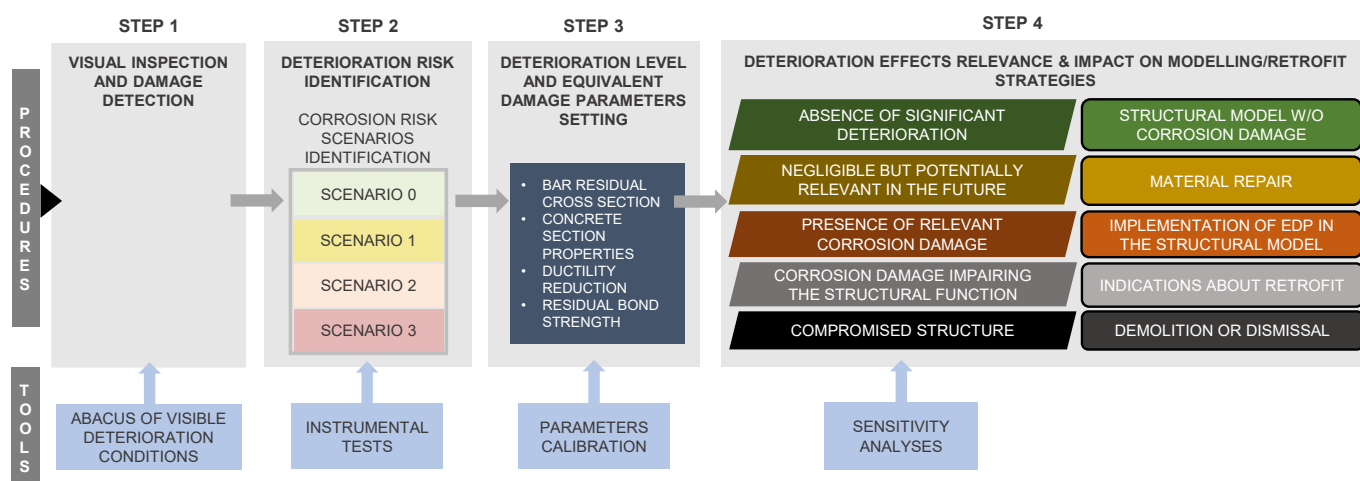 STEP 1
STEP 2
STEP 3
STEP 4
PROCEDURES
VISUAL INSPECTION
AND DAMAGE
DETECTION
DETERIORATION RISK
IDENTIFICATION
CORROSION RISK
SCENARIOS
IDENTIFICATION
SCENARIO 0
SCENARIO 1
SCENARIO 2
SCENARIO 3
DETERIORATION LEVEL
AND EQUIVALENT
DAMAGE PARAMETERS
SETTING
• BAR RESIDUAL
CROSS SECTION
• CONCRETE
SECTION
PROPERTIES
• DUCTILITY
REDUCTION
• RESIDUAL BOND
STRENGTH
DETERIORATION EFFECTS RELEVANCE & IMPACT ON MODELLING/RETROFIT
STRATEGIES
ABSENCE OF SIGNIFICANT
DETERIORATION
STRUCTURAL MODEL W/O
CORROSION DAMAGE
NEGLIGIBLE BUT POTENTIALLY
RELEVANT IN THE FUTURE
MATERIAL REPAIR
PRESENCE OF RELEVANT
CORROSION DAMAGE
IMPLEMENTATION OF EDP IN
THE STRUCTURAL MODEL
CORROSION DAMAGE IMPAIRING
THE STRUCTURAL FUNCTION
INDICATIONS ABOUT RETROFIT
COMPROMISED STRUCTURE
DEMOLITION OR DISMISSAL
TOOLS
ABACUS OF VISIBLE
DETERIORATION
CONDITIONS
INSTRUMENTAL
TESTS
PARAMETERS
CALIBRATION
SENSITIVITY
ANALYSES